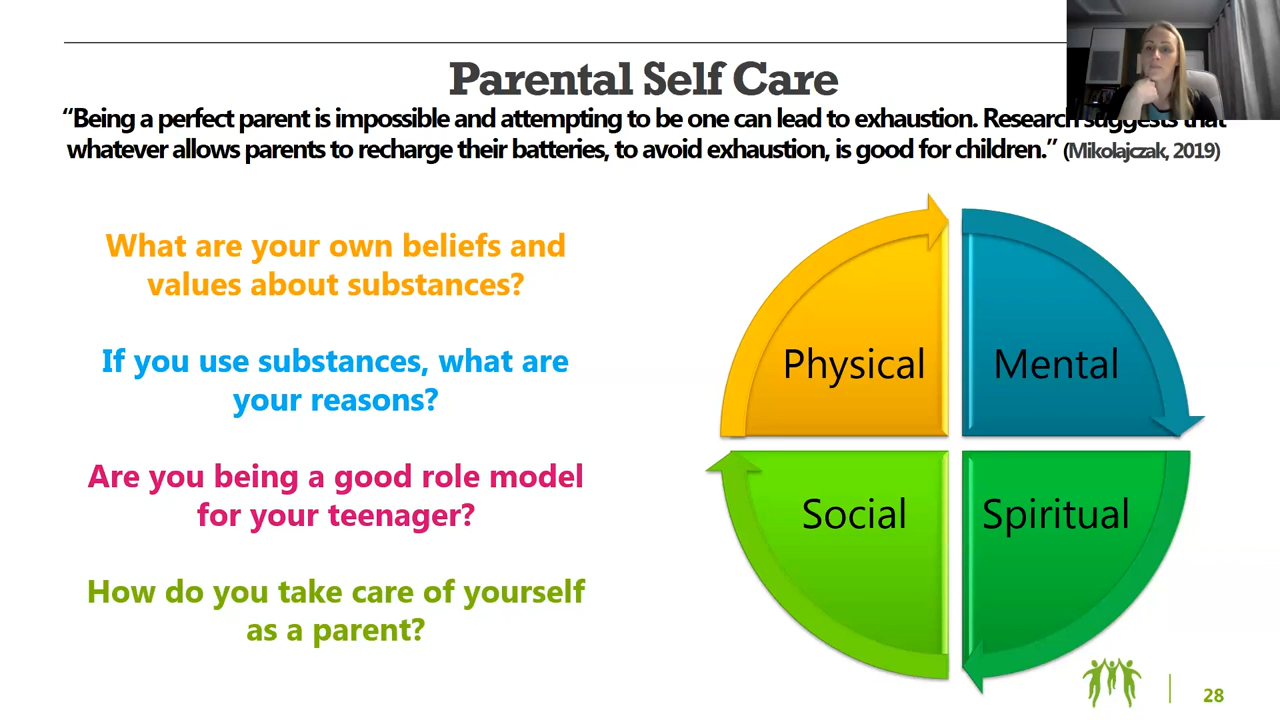 Parental Self Care
“Being a perfect parent is impossible and attempting to be one can lead to exhaustion. Research suggests that
whatever allows parents to recharge their batteries, to avoid exhaustion, is good for children.” (Mikolajczak, 2019)
What are your own beliefs and
values about substances?
If you use substances, what are
your reasons?
Are you being a good role model
for your teenager?
How do you take care of yourself
as a parent?
Physical
Mental
Social
Spiritual
28